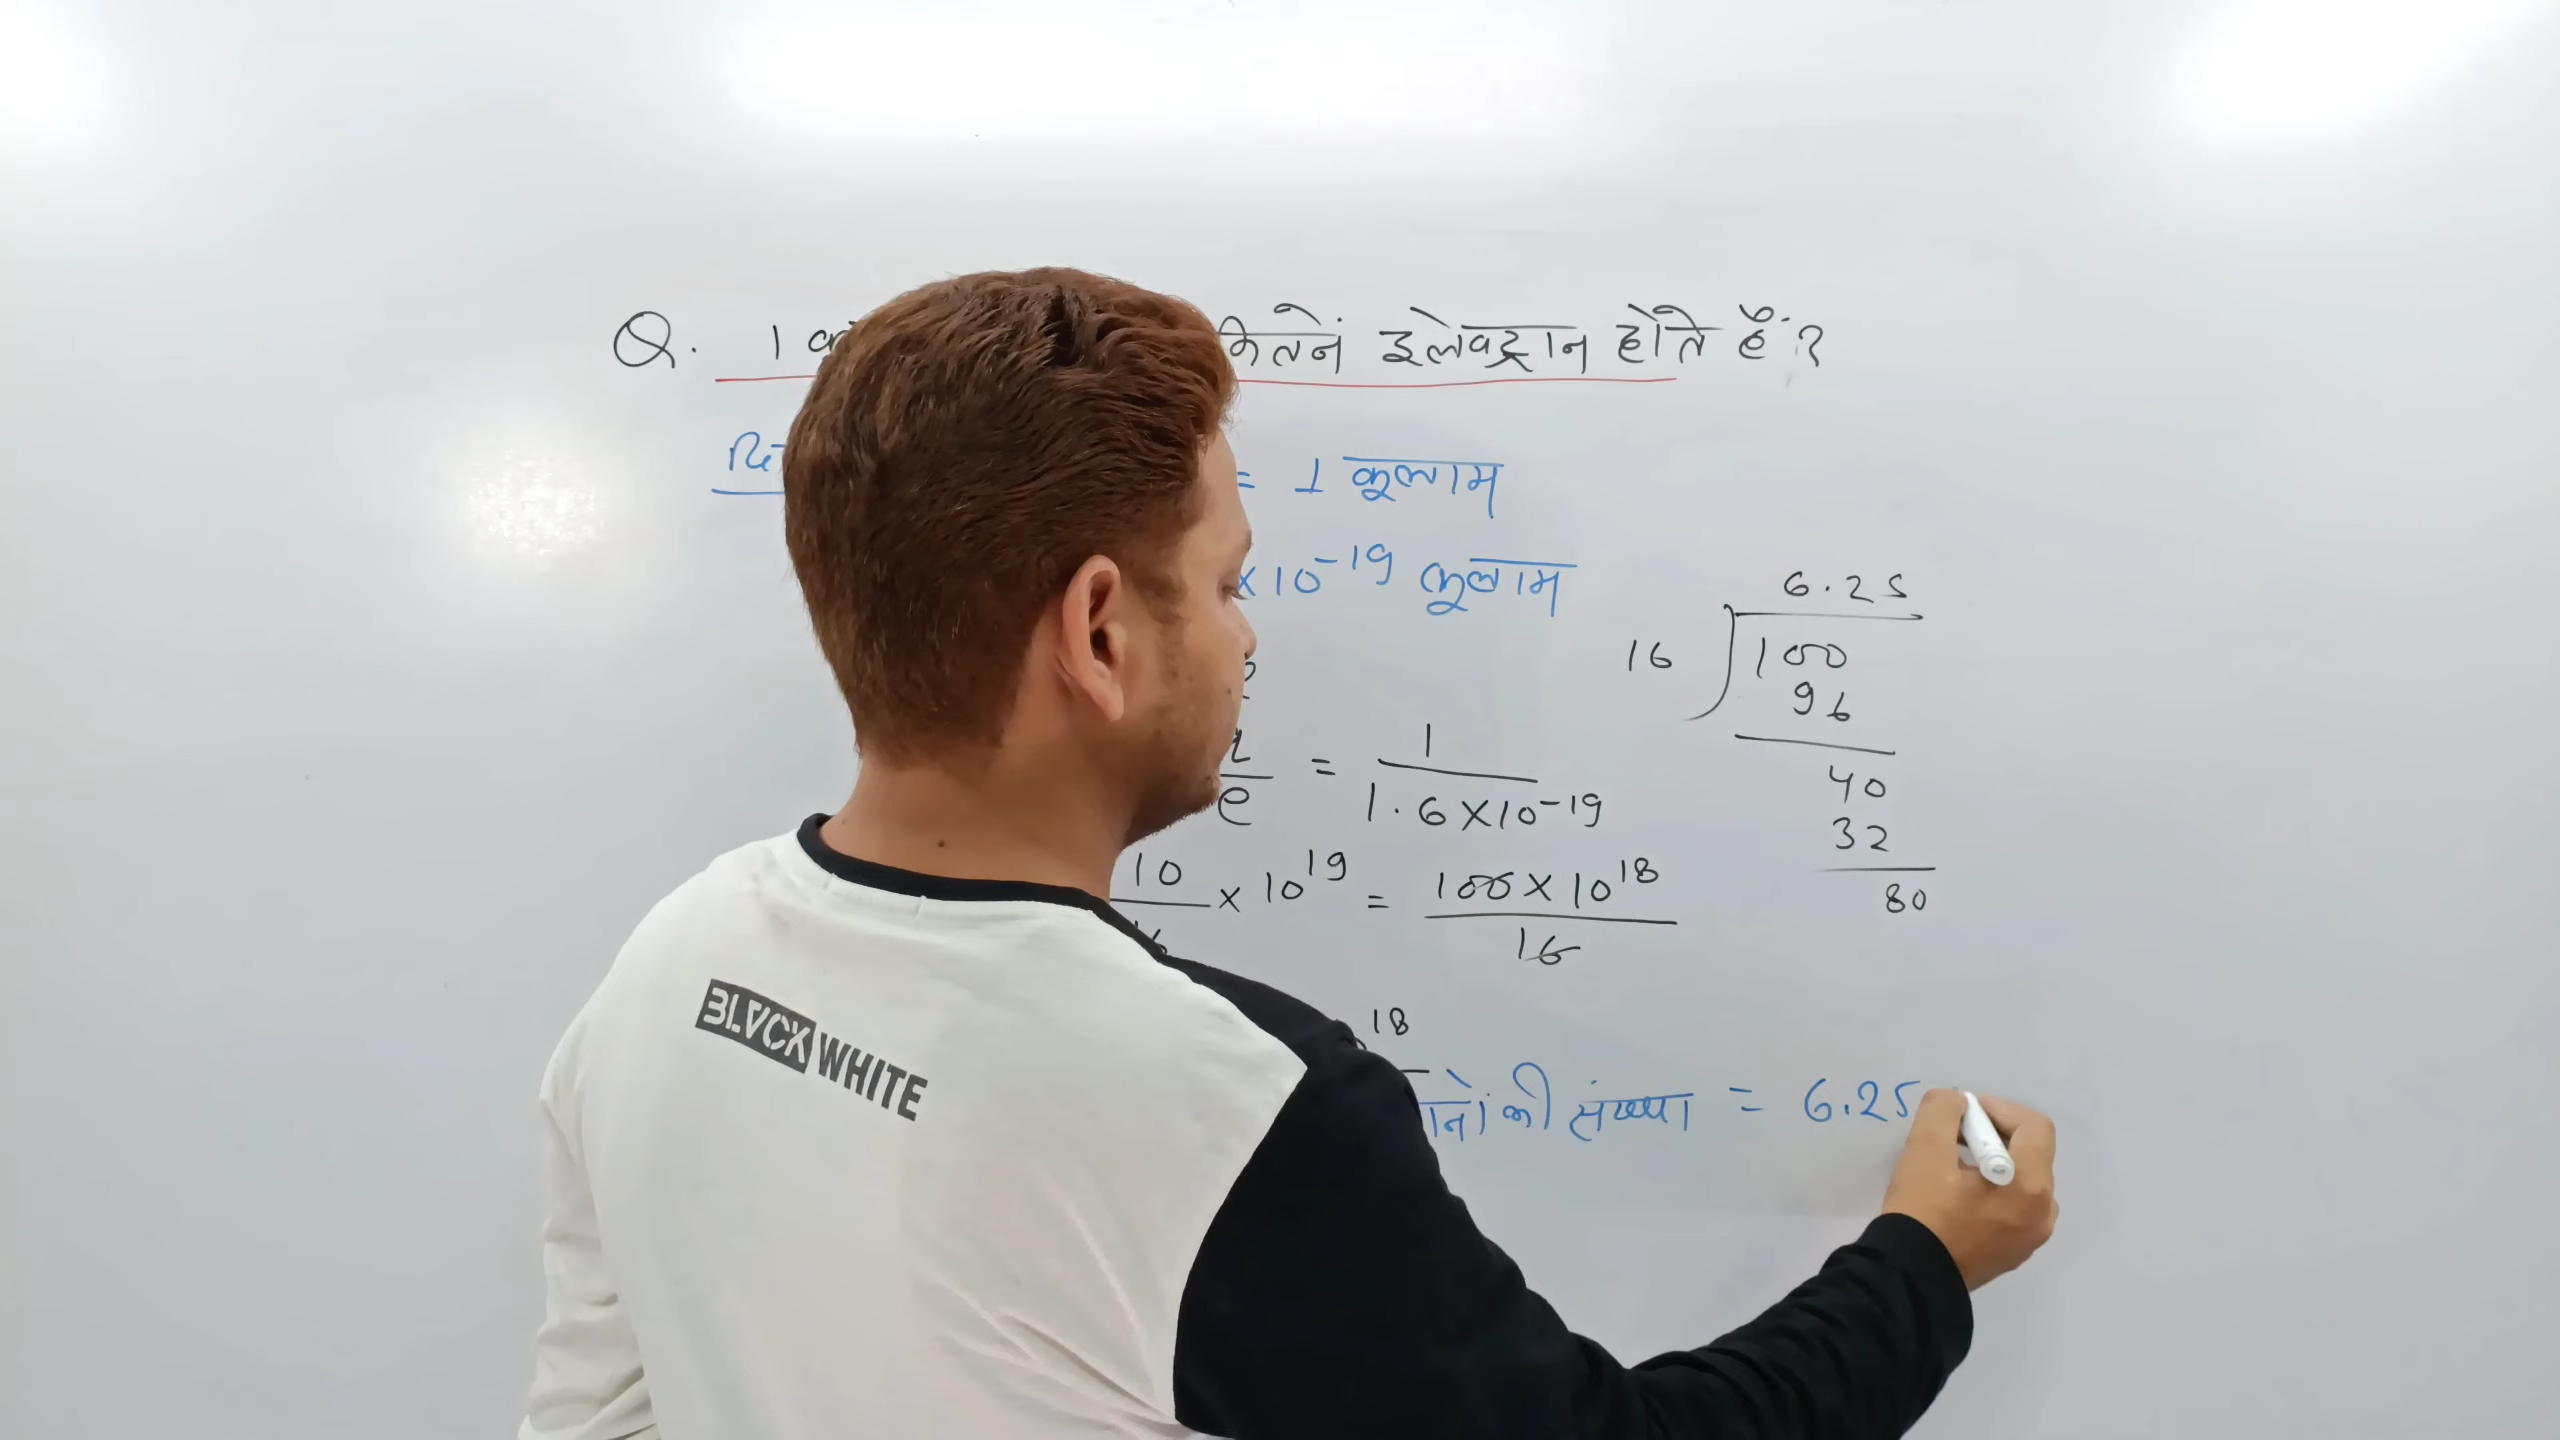 Q. 1 कितनें इलेक्ट्रान होते हैं?
= 1 कूलाम
×10⁻¹⁹ कूलाम
e = 1 / 1.6×10⁻¹⁹
10 × 10¹⁹ = 100×10¹⁸ / 16
18
की संख्या = 6.25
6.25
16 ) 100
96
40
32
80
BLVCK WHITE